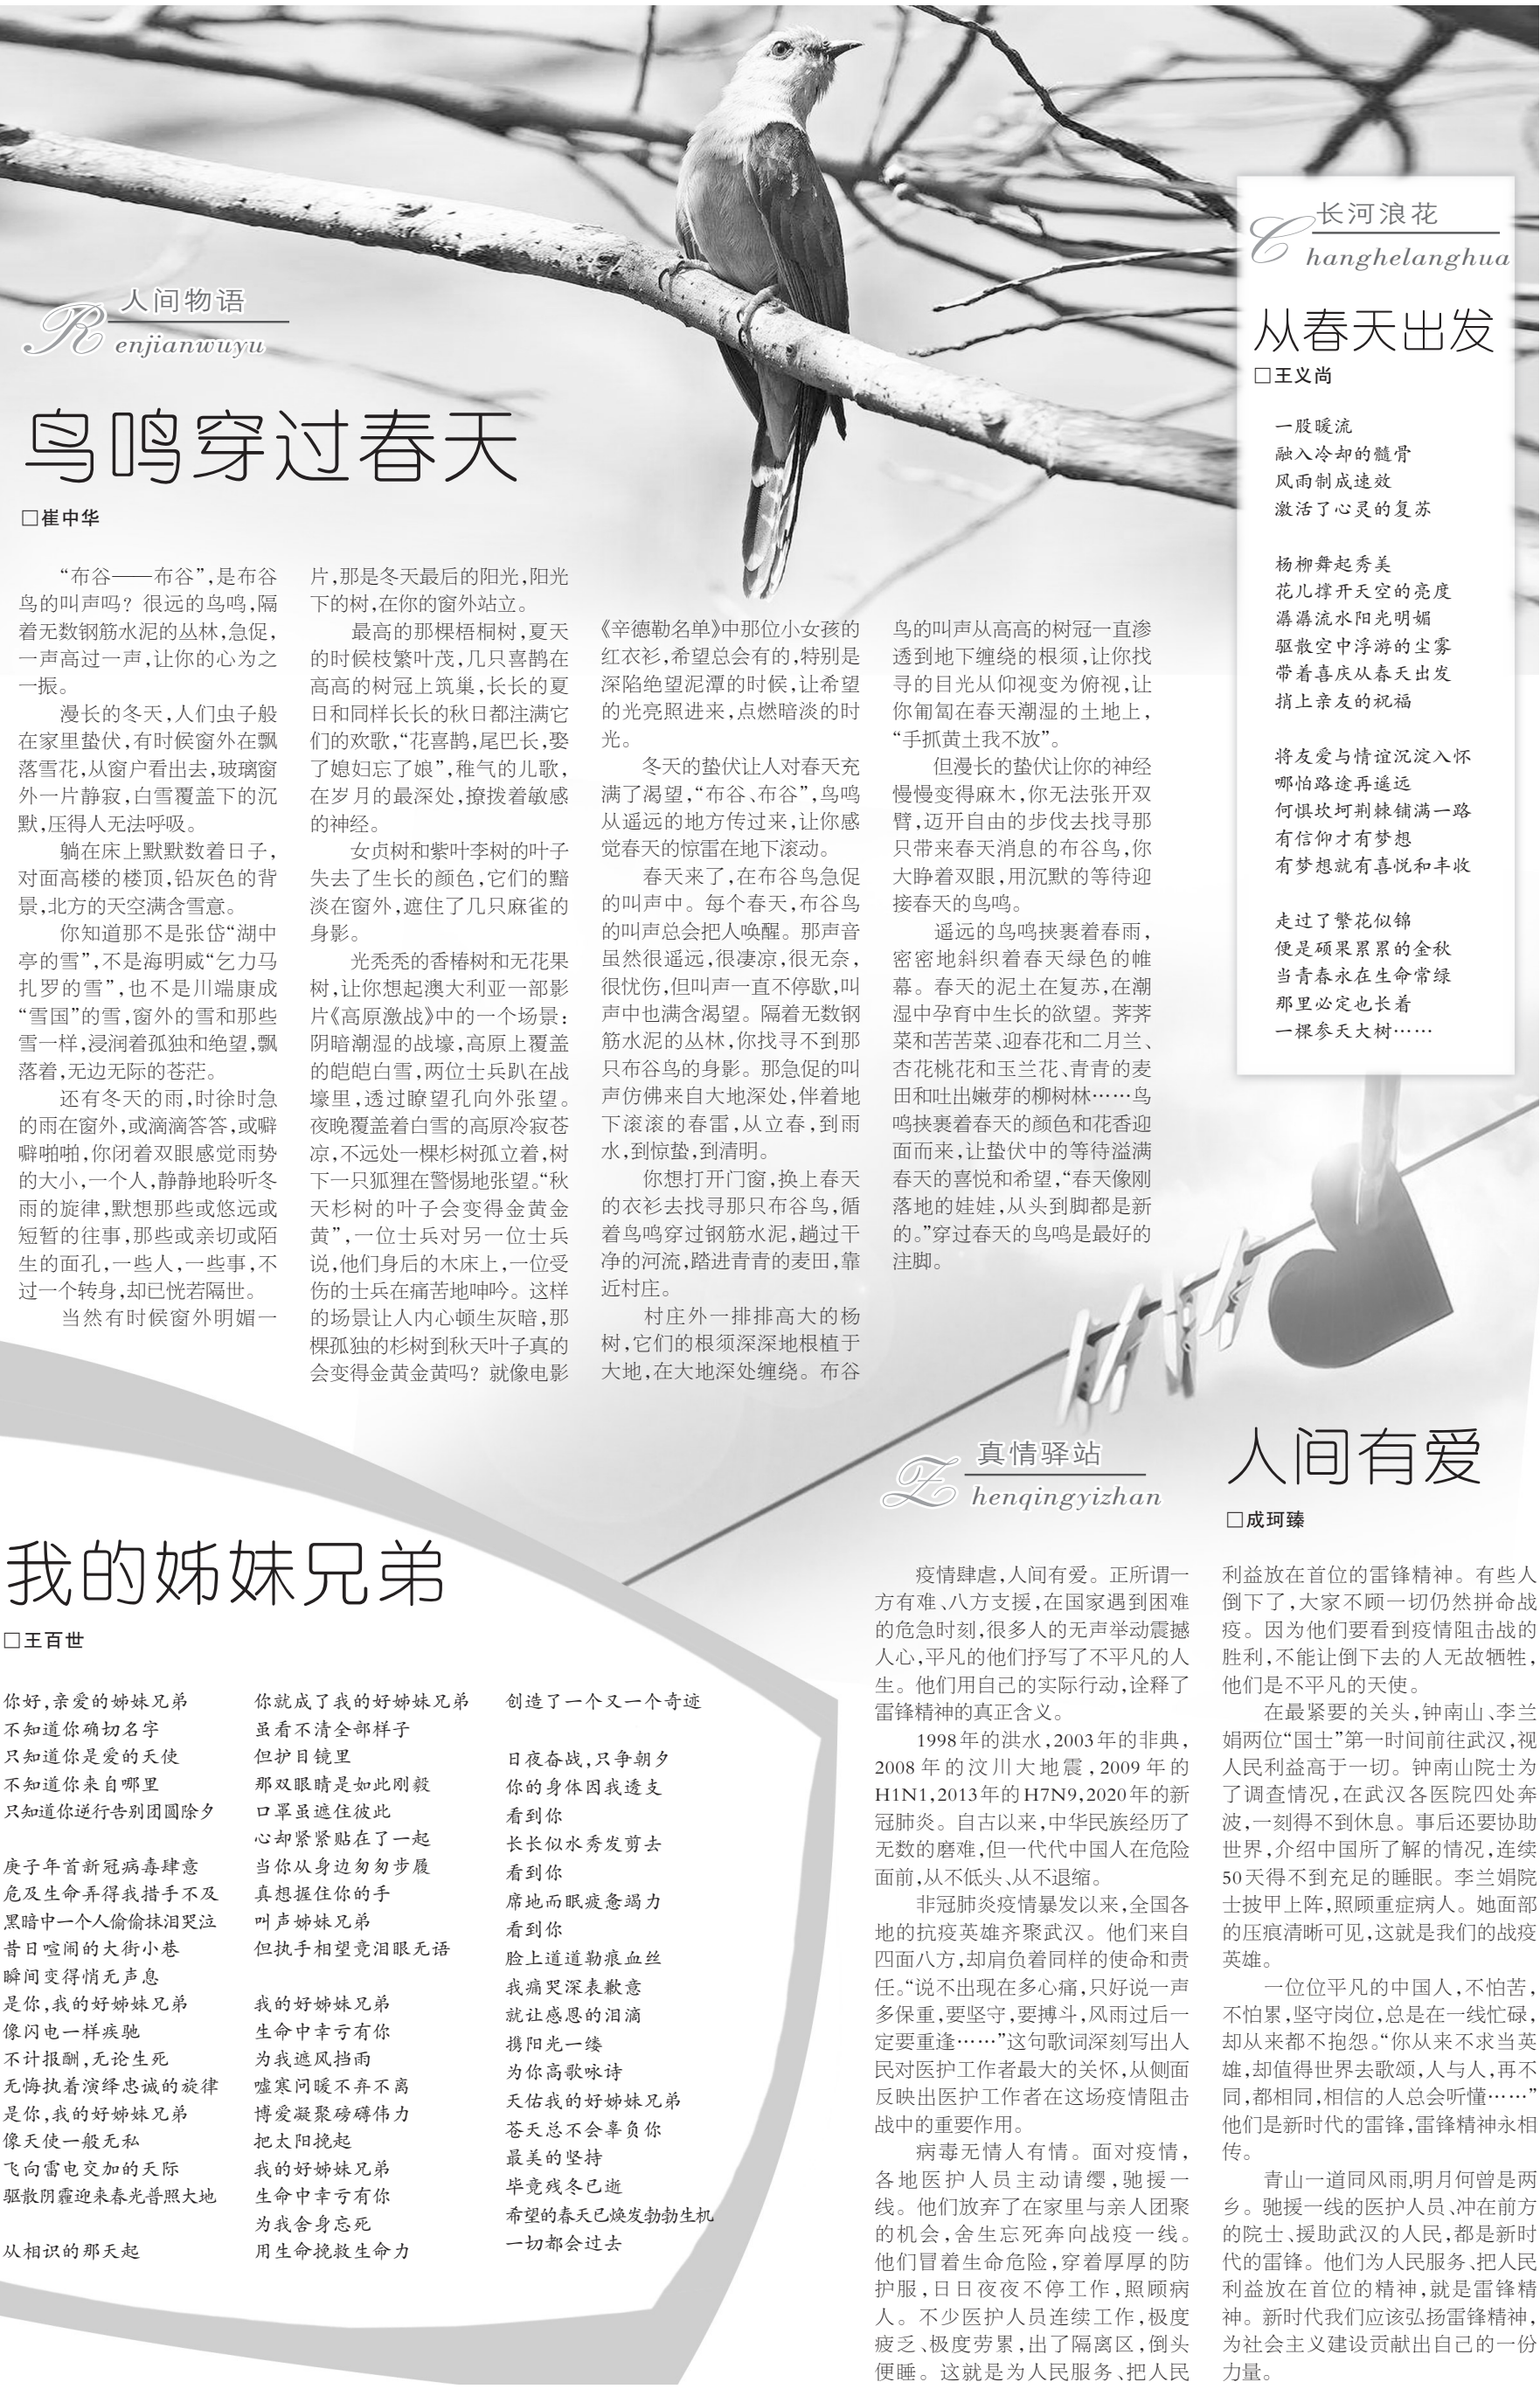 人间物语
Renjianwuyu
鸟鸣穿过春天
□崔中华
“布谷——布谷”,是布谷
鸟的叫声吗？很远的鸟鸣,隔
着无数钢筋水泥的丛林,急促,
一声高过一声,让你的心为之
一振。
漫长的冬天,人们虫子般
在家里蛰伏,有时候窗外在飘
落雪花,从窗户看出去,玻璃窗
外一片静寂,白雪覆盖下的沉
默,压得人无法呼吸。
躺在床上默默数着日子,
对面高楼的楼顶,铅灰色的背
景,北方的天空满含雪意。
你知道那不是张岱“湖中
亭的雪”,不是海明威“乞力马
扎罗的雪”,也不是川端康成
“雪国”的雪,窗外的雪和那些
雪一样,浸润着孤独和绝望,飘
落着,无边无际的苍茫。
还有冬天的雨,时徐时急
的雨在窗外,或滴滴答答,或噼
噼啪啪,你闭着双眼感觉雨势
的大小,一个人,静静地聆听冬
雨的旋律,默想那些或悠远或
短暂的往事,那些或亲切或陌
生的面孔,一些人,一些事,不
过一个转身,却已恍若隔世。
当然有时候窗外明媚一
片,那是冬天最后的阳光,阳光
下的树,在你的窗外站立。
最高的那棵梧桐树,夏天
的时候枝繁叶茂,几只喜鹊在
高高的树冠上筑巢,长长的夏
日和同样长长的秋日都注满它
们的欢歌,“花喜鹊,尾巴长,娶
了媳妇忘了娘”,稚气的儿歌,
在岁月的最深处,撩拨着敏感
的神经。
女贞树和紫叶李树的叶子
失去了生长的颜色,它们的黯
淡在窗外,遮住了几只麻雀的
身影。
光秃秃的香椿树和无花果
树,让你想起澳大利亚一部影
片《高原激战》中的一个场景：
阴暗潮湿的战壕,高原上覆盖
的皑皑白雪,两位士兵趴在战
壕里,透过瞭望孔向外张望。
夜晚覆盖着白雪的高原冷寂苍
凉,不远处一棵杉树孤立着,树
下一只狐狸在警惕地张望。“秋
天杉树的叶子会变得金黄金
黄”,一位士兵对另一位士兵
说,他们身后的木床上,一位受
伤的士兵在痛苦地呻吟。这样
的场景让人内心顿生灰暗,那
棵孤独的杉树到秋天叶子真的
会变得金黄金黄吗？就像电影
《辛德勒名单》中那位小女孩的
红衣衫,希望总会有的,特别是
深陷绝望泥潭的时候,让希望
的光亮照进来,点燃暗淡的时
光。
冬天的蛰伏让人对春天充
满了渴望,“布谷、布谷”,鸟鸣
从遥远的地方传过来,让你感
觉春天的惊雷在地下滚动。
春天来了,在布谷鸟急促
的叫声中。每个春天,布谷鸟
的叫声总会把人唤醒。那声音
虽然很遥远,很凄凉,很无奈,
很忧伤,但叫声一直不停歇,叫
声中也满含渴望。隔着无数钢
筋水泥的丛林,你找寻不到那
只布谷鸟的身影。那急促的叫
声仿佛来自大地深处,伴着地
下滚滚的春雷,从立春,到雨
水,到惊蛰,到清明。
你想打开门窗,换上春天
的衣衫去找寻那只布谷鸟,循
着鸟鸣穿过钢筋水泥,趟过干
净的河流,踏进青青的麦田,靠
近村庄。
村庄外一排排高大的杨
树,它们的根须深深地根植于
大地,在大地深处缠绕。布谷
鸟的叫声从高高的树冠一直渗
透到地下缠绕的根须,让你找
寻的目光从仰视变为俯视,让
你匍匐在春天潮湿的土地上,
“手抓黄土我不放”。
但漫长的蛰伏让你的神经
慢慢变得麻木,你无法张开双
臂,迈开自由的步伐去找寻那
只带来春天消息的布谷鸟,你
大睁着双眼,用沉默的等待迎
接春天的鸟鸣。
遥远的鸟鸣挟裹着春雨,
密密地斜织着春天绿色的帷
幕。春天的泥土在复苏,在潮
湿中孕育中生长的欲望。荠荠
菜和苦苦菜、迎春花和二月兰、
杏花桃花和玉兰花、青青的麦
田和吐出嫩芽的柳树林……鸟
鸣挟裹着春天的颜色和花香迎
面而来,让蛰伏中的等待溢满
春天的喜悦和希望,“春天像刚
落地的娃娃,从头到脚都是新
的。”穿过春天的鸟鸣是最好的
注脚。
长河浪花
Changhelanghua
从春天出发
□王义尚
一股暖流
融入冷却的髓骨
风雨制成速效
激活了心灵的复苏
杨柳舞起秀美
花儿撑开天空的亮度
潺潺流水阳光明媚
驱散空中浮游的尘雾
带着喜庆从春天出发
捎上亲友的祝福
将友爱与情谊沉淀入怀
哪怕路途再遥远
何惧坎坷荆棘铺满一路
有信仰才有梦想
有梦想就有喜悦和丰收
走过了繁花似锦
便是硕果累累的金秋
当青春永在生命常绿
那里必定也长着
一棵参天大树……
我的姊妹兄弟
□王百世
你好,亲爱的姊妹兄弟
不知道你确切名字
只知道你是爱的天使
不知道你来自哪里
只知道你逆行告别团圆除夕
庚子年首新冠病毒肆意
危及生命弄得我措手不及
黑暗中一个人偷偷抹泪哭泣
昔日喧闹的大街小巷
瞬间变得悄无声息
是你,我的好姊妹兄弟
像闪电一样疾驰
不计报酬,无论生死
无悔执着演绎忠诚的旋律
是你,我的好姊妹兄弟
像天使一般无私
飞向雷电交加的天际
驱散阴霾迎来春光普照大地
从相识的那天起
你就成了我的好姊妹兄弟
虽看不清全部样子
但护目镜里
那双眼睛是如此刚毅
口罩虽遮住彼此
心却紧紧贴在了一起
当你从身边匆匆步履
真想握住你的手
叫声姊妹兄弟
但执手相望竟泪眼无语
我的好姊妹兄弟
生命中幸亏有你
为我遮风挡雨
嘘寒问暖不弃不离
博爱凝聚磅礴伟力
把太阳挽起
我的好姊妹兄弟
生命中幸亏有你
为我舍身忘死
用生命挽救生命力
创造了一个又一个奇迹
日夜奋战,只争朝夕
你的身体因我透支
看到你
长长似水秀发剪去
看到你
席地而眠疲惫竭力
看到你
脸上道道勒痕血丝
我痛哭深表歉意
就让感恩的泪滴
携阳光一缕
为你高歌咏诗
天佑我的好姊妹兄弟
苍天总不会辜负你
最美的坚持
毕竟残冬已逝
希望的春天已焕发勃勃生机
一切都会过去
真情驿站
Zhenqingyizhan
人间有爱
□成珂臻
疫情肆虐,人间有爱。正所谓一
方有难、八方支援,在国家遇到困难
的危急时刻,很多人的无声举动震撼
人心,平凡的他们抒写了不平凡的人
生。他们用自己的实际行动,诠释了
雷锋精神的真正含义。
1998年的洪水,2003年的非典,
2008年的汶川大地震,2009年的
H1N1,2013年的H7N9,2020年的新
冠肺炎。自古以来,中华民族经历了
无数的磨难,但一代代中国人在危险
面前,从不低头、从不退缩。
非冠肺炎疫情暴发以来,全国各
地的抗疫英雄齐聚武汉。他们来自
四面八方,却肩负着同样的使命和责
任。“说不出现在多心痛,只好说一声
多保重,要坚守,要搏斗,风雨过后一
定要重逢……”这句歌词深刻写出人
民对医护工作者最大的关怀,从侧面
反映出医护工作者在这场疫情阻击
战中的重要作用。
病毒无情人有情。面对疫情,
各地医护人员主动请缨,驰援一
线。他们放弃了在家里与亲人团聚
的机会,舍生忘死奔向战疫一线。
他们冒着生命危险,穿着厚厚的防
护服,日日夜夜不停工作,照顾病
人。不少医护人员连续工作,极度
疲乏、极度劳累,出了隔离区,倒头
便睡。这就是为人民服务、把人民
利益放在首位的雷锋精神。有些人
倒下了,大家不顾一切仍然拼命战
疫。因为他们要看到疫情阻击战的
胜利,不能让倒下去的人无故牺牲,
他们是不平凡的天使。
在最紧要的关头,钟南山、李兰
娟两位“国士”第一时间前往武汉,视
人民利益高于一切。钟南山院士为
了调查情况,在武汉各医院四处奔
波,一刻得不到休息。事后还要协助
世界,介绍中国所了解的情况,连续
50天得不到充足的睡眠。李兰娟院
士披甲上阵,照顾重症病人。她面部
的压痕清晰可见,这就是我们的战疫
英雄。
一位位平凡的中国人,不怕苦,
不怕累,坚守岗位,总是在一线忙碌,
却从来都不抱怨。“你从来不求当英
雄,却值得世界去歌颂,人与人,再不
同,都相同,相信的人总会听懂……”
他们是新时代的雷锋,雷锋精神永相
传。
青山一道同风雨,明月何曾是两
乡。驰援一线的医护人员、冲在前方
的院士、援助武汉的人民,都是新时
代的雷锋。他们为人民服务、把人民
利益放在首位的精神,就是雷锋精
神。新时代我们应该弘扬雷锋精神,
为社会主义建设贡献出自己的一份
力量。